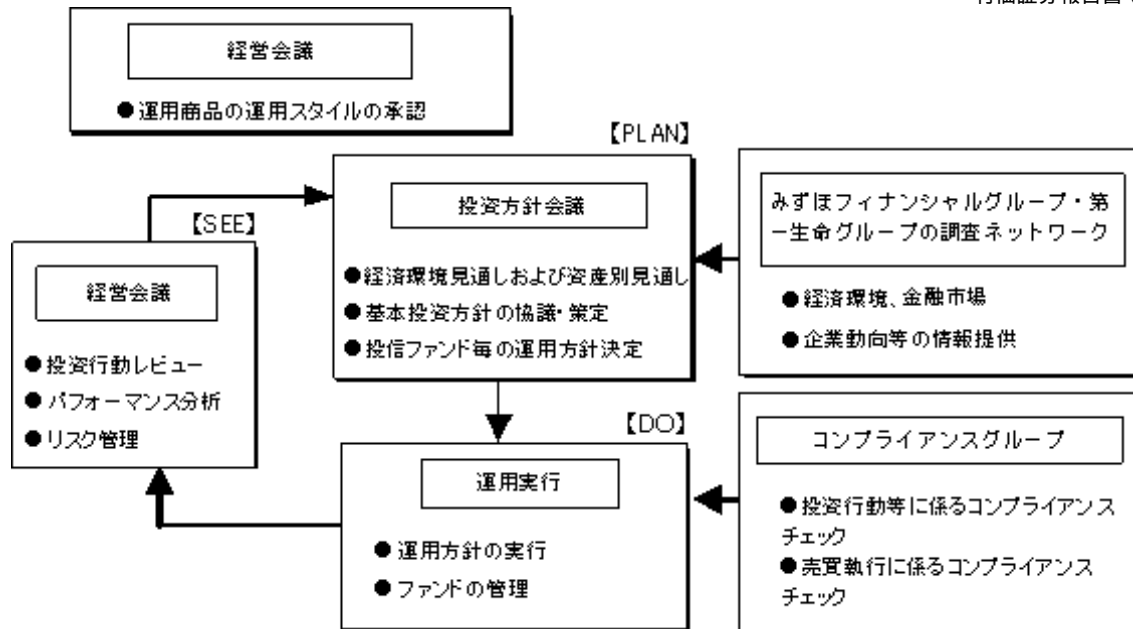 経営会議
●運用商品の運用スタイルの承認
【PLAN】
投資方針会議
●経済環境見通しおよび資産別見通し
●基本投資方針の協議・策定
●投信ファンド毎の運用方針決定
みずほフィナンシャルグループ・第
一生命グループの調査ネットワーク
●経済環境、金融市場
●企業動向等の情報提供
【SEE】
経営会議
●投資行動レビュー
●パフォーマンス分析
●リスク管理
【DO】
運用実行
●運用方針の実行
●ファンドの管理
コンプライアンスグループ
●投資行動等に係るコンプライアンス
チェック
●売買執行に係るコンプライアンス
チェック